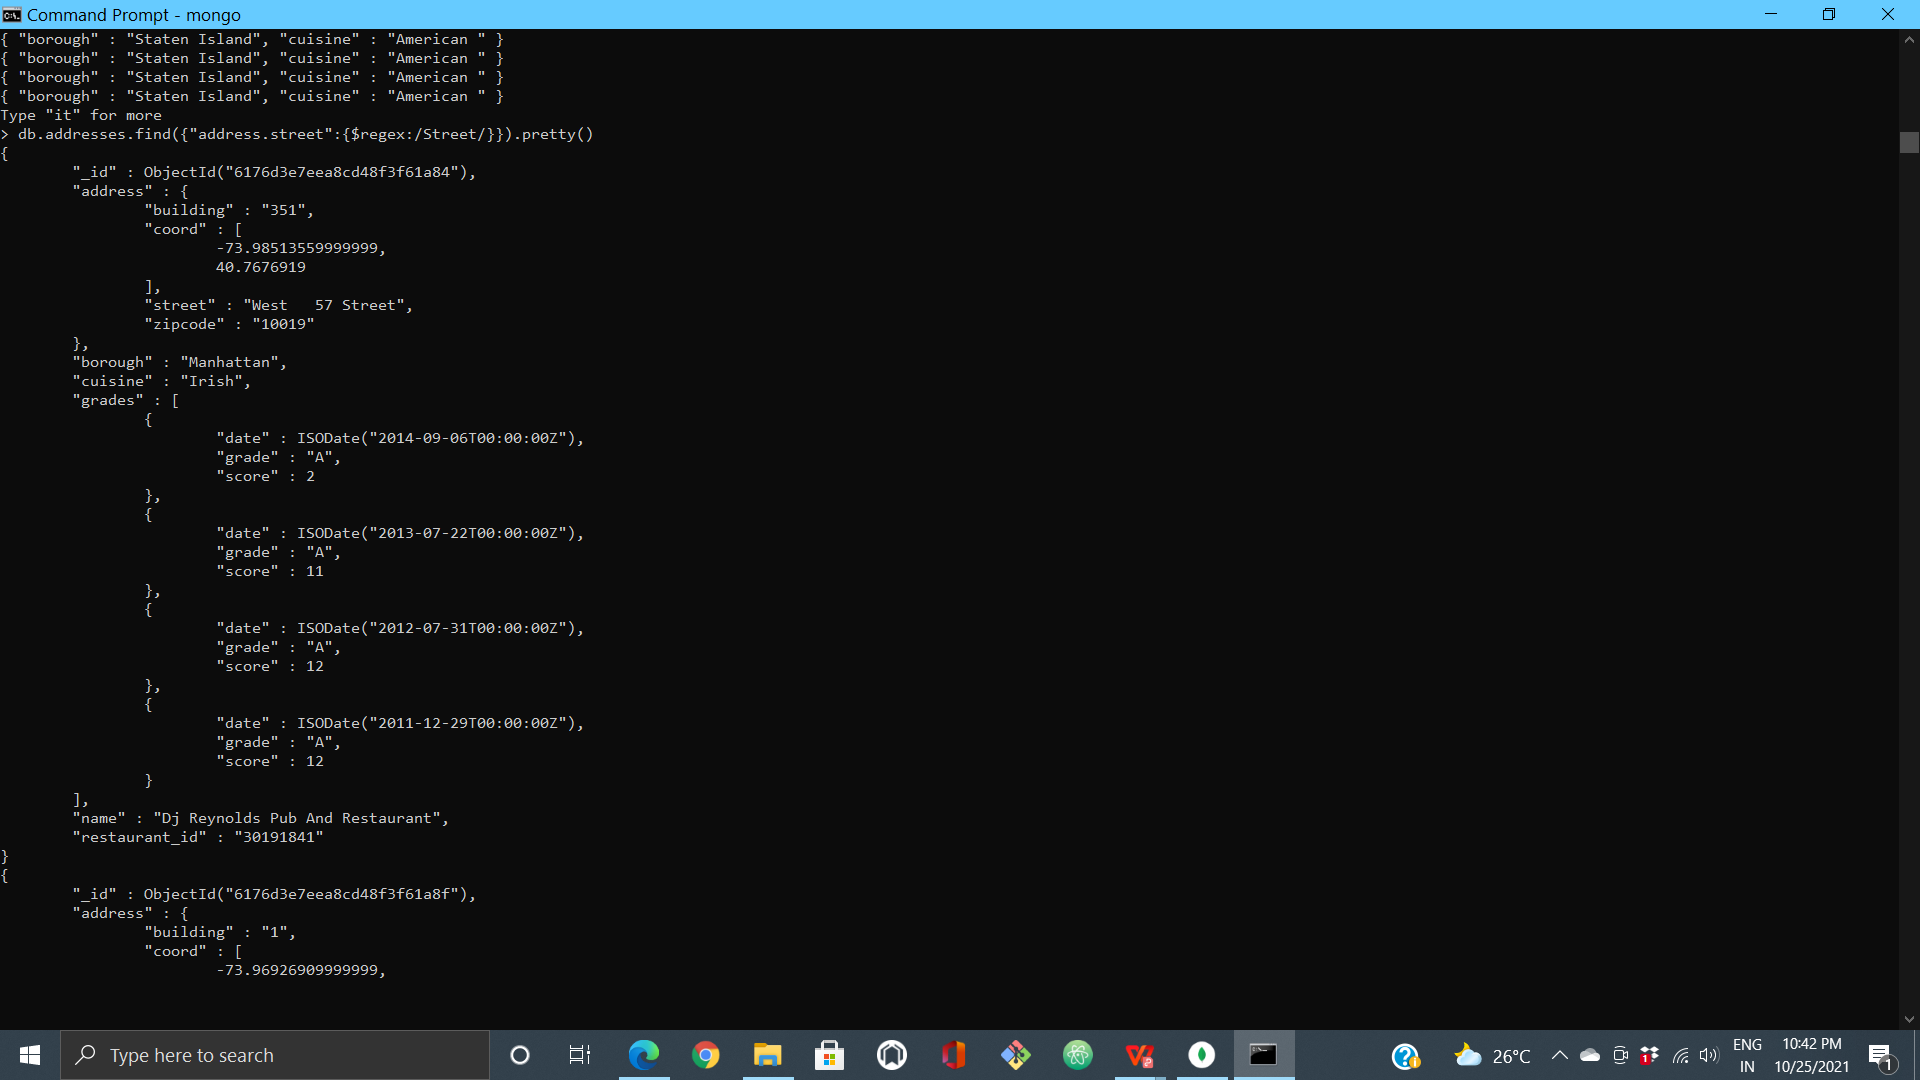 Command Prompt - mongo
{ "borough" : "Staten Island", "cuisine" : "American " }
{ "borough" : "Staten Island", "cuisine" : "American " }
{ "borough" : "Staten Island", "cuisine" : "American " }
{ "borough" : "Staten Island", "cuisine" : "American " }
Type "it" for more
> db.addresses.find({"address.street":{$regex:/Street/}}).pretty()
{
        "_id" : ObjectId("6176d3e7eea8cd48f3f61a84"),
        "address" : {
                "building" : "351",
                "coord" : [
                        -73.98513559999999,
                        40.7676919
                ],
                "street" : "West   57 Street",
                "zipcode" : "10019"
        },
        "borough" : "Manhattan",
        "cuisine" : "Irish",
        "grades" : [
                {
                        "date" : ISODate("2014-09-06T00:00:00Z"),
                        "grade" : "A",
                        "score" : 2
                },
                {
                        "date" : ISODate("2013-07-22T00:00:00Z"),
                        "grade" : "A",
                        "score" : 11
                },
                {
                        "date" : ISODate("2012-07-31T00:00:00Z"),
                        "grade" : "A",
                        "score" : 12
                },
                {
                        "date" : ISODate("2011-12-29T00:00:00Z"),
                        "grade" : "A",
                        "score" : 12
                }
        ],
        "name" : "Dj Reynolds Pub And Restaurant",
        "restaurant_id" : "30191841"
}
{
        "_id" : ObjectId("6176d3e7eea8cd48f3f61a8f"),
        "address" : {
                "building" : "1",
                "coord" : [
                        -73.96926909999999,
Type here to search
26°C
1
ENG
IN
10:42 PM
10/25/2021
1